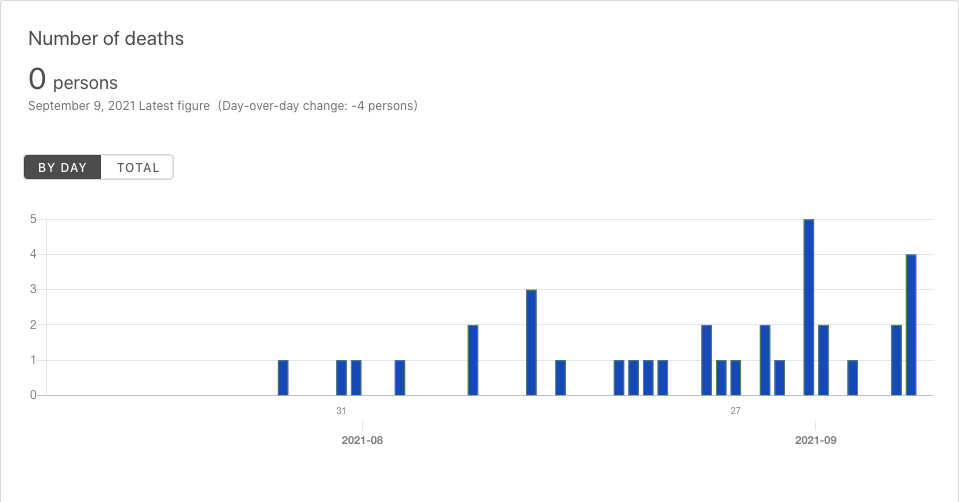 Number of deaths
0 persons
September 9, 2021 Latest figure (Day-over-day change: -4 persons)
BY DAY TOTAL
5
4
3
2
1
0
31 27
2021-08 2021-09